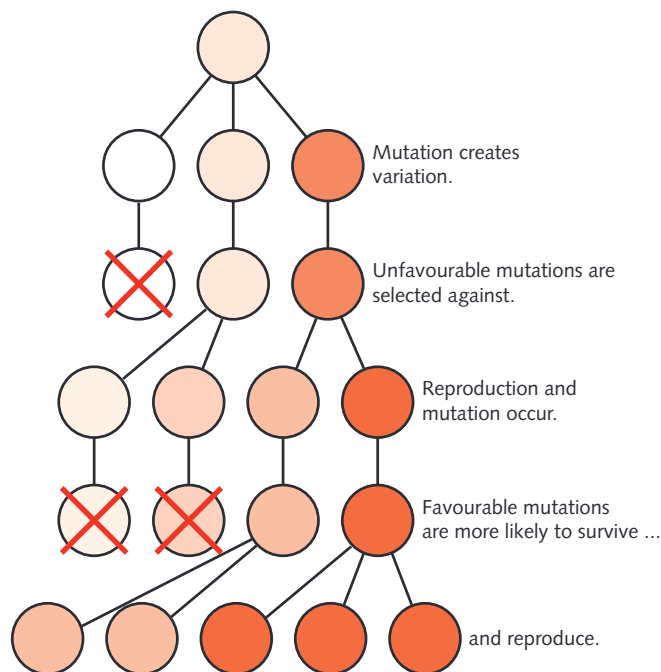 Mutation creates
variation.
Unfavourable mutations are
selected against.
Reproduction and
mutation occur.
Favourable mutations
are more likely to survive ...
and reproduce.